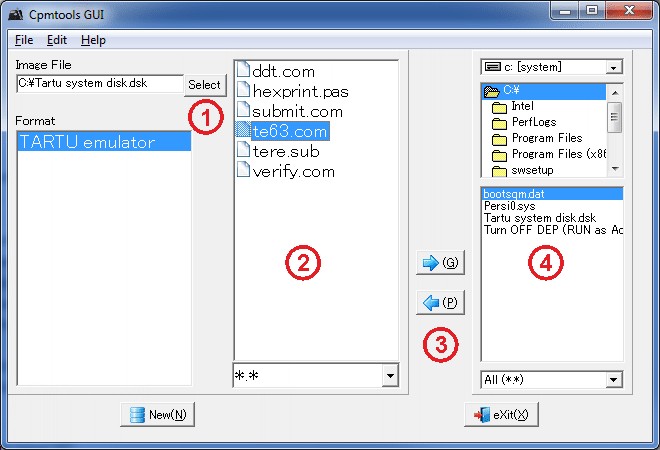 Cpmtools GUI
File Edit Help
Image File
C:¥Tartu system disk.dsk
Select
1
Format
TARTU emulator
ddt.com
hexprint.pas
submit.com
te63.com
tere.sub
verify.com
2
*.*
(G)
(P)
3
c: [system]
C:¥
Intel
PerfLogs
Program Files
Program Files (x86
swsetup
bootsqm.dat
Persi0.sys
Tartu system disk.dsk
Turn OFF DEP (RUN as Ad
4
All (*.*)
New(N)
eXit(X)